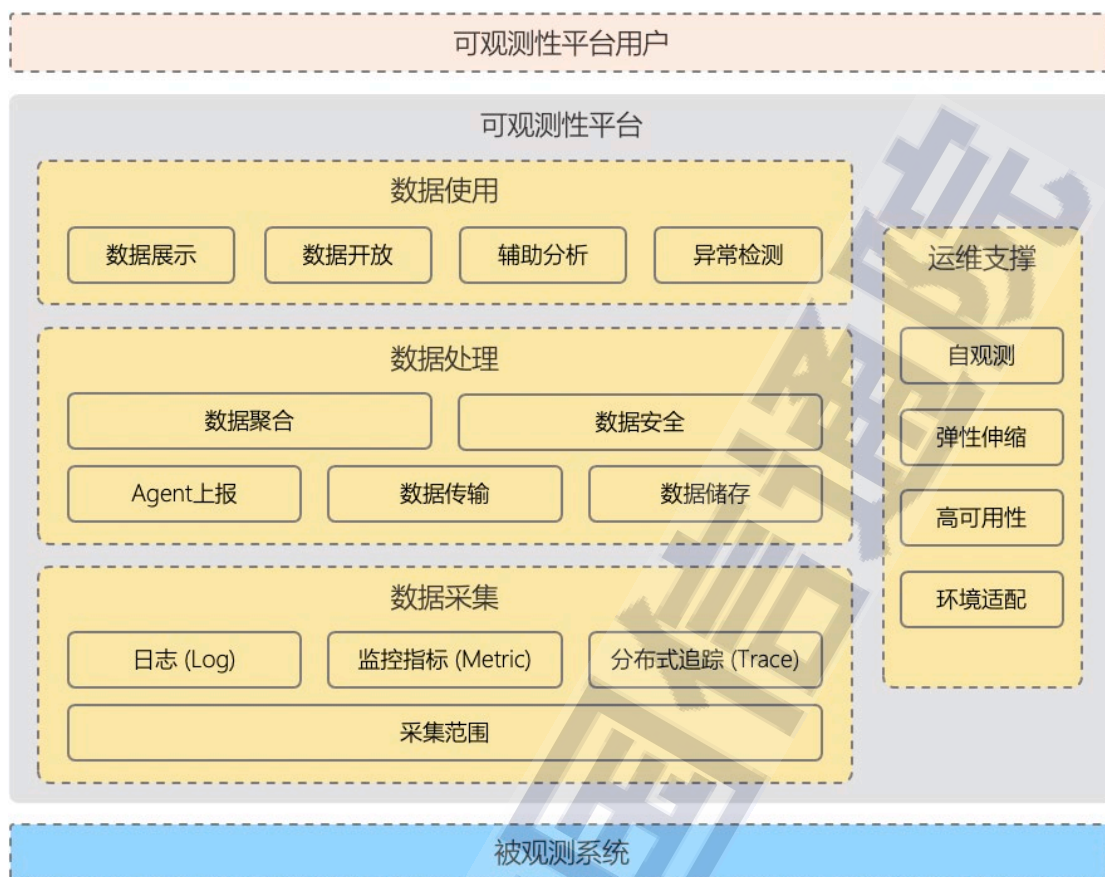 可观测性平台用户
可观测性平台
数据使用
数据展示
数据开放
辅助分析
异常检测
数据处理
数据聚合
数据安全
Agent上报
数据传输
数据储存
数据采集
日志 (Log)
监控指标 (Metric)
分布式追踪 (Trace)
采集范围
运维支撑
自观测
弹性伸缩
高可用性
环境适配
被观测系统
国信通院